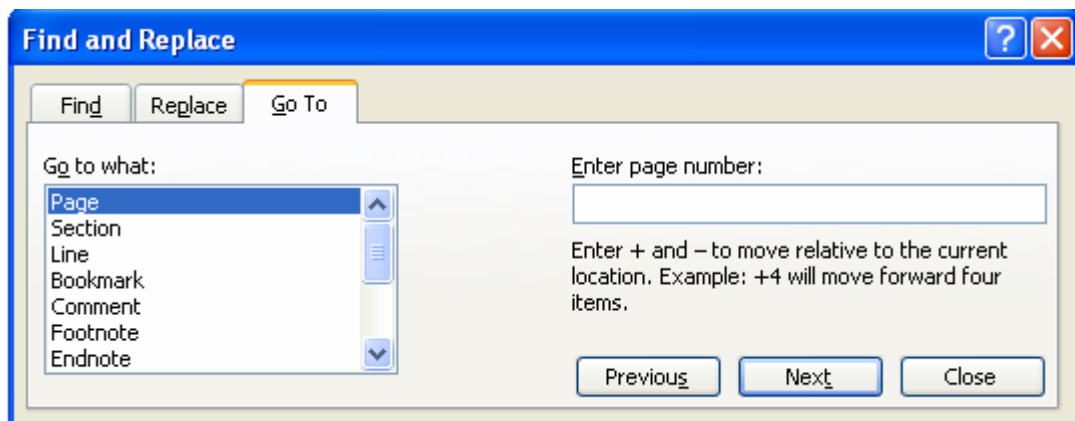 Find and Replace
Find
Replace
Go To
Go to what:
Page
Section
Line
Bookmark
Comment
Footnote
Endnote
Enter page number:
Enter + and – to move relative to the current
location. Example: +4 will move forward four
items.
Previous
Next
Close